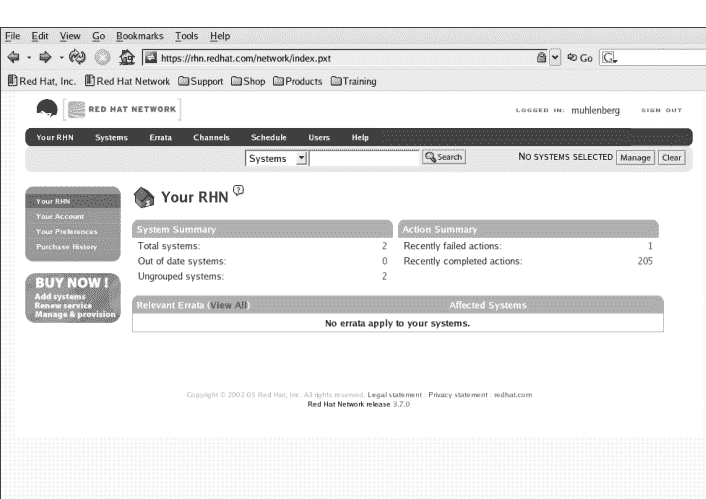 File Edit View Go Bookmarks Tools Help
https://rhn.redhat.com/network/index.pxt Go G
Red Hat, Inc. Red Hat Network Support Shop Products Training
RED HAT NETWORK LOGGED IN: muhlenberg SIGN OUT
Your RHN Systems Errata Channels Schedule Users Help
Systems Search NO SYSTEMS SELECTED Manage Clear
Your RHN
Your Account
Your Preferences
Purchase History
BUY NOW!
Add systems
Renew service
Manage & provision
Your RHN ?
System Summary
Total systems: 2
Out of date systems: 0
Ungrouped systems: 2
Action Summary
Recently failed actions: 1
Recently completed actions: 205
Relevant Errata (View All) Affected Systems
No errata apply to your systems.
Copyright © 2002-05 Red Hat, Inc. All rights reserved. Legal statement : Privacy statement : redhat.com
Red Hat Network release 3.7.0